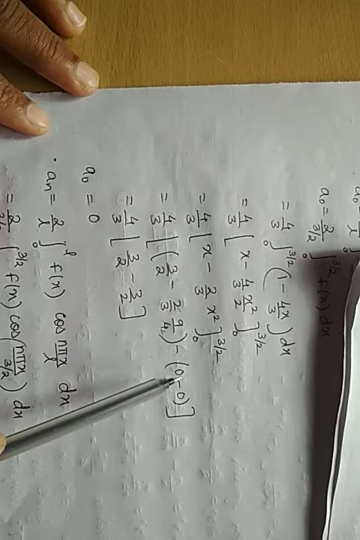 a₀ = 2/l ∫₀
a₀ = 2/(3/2) ∫₀^(3/2) f(x) dx
= 4/3 ∫₀^(3/2) (1 - 4x/3) dx
= 4/3 [x - 4/3 x²/2]₀^(3/2)
= 4/3 [x - 2/3 x²]₀^(3/2)
= 4/3 [(3/2 - 2/3 × 9/4) - (0-0)]
= 4/3 [3/2 - 3/2]
a₀ = 0
• an = 2/l ∫₀^l f(x) cos nπx/l dx
= 2/(3/2) ∫₀^(3/2) f(x) cos(nπx/(3/2)) dx